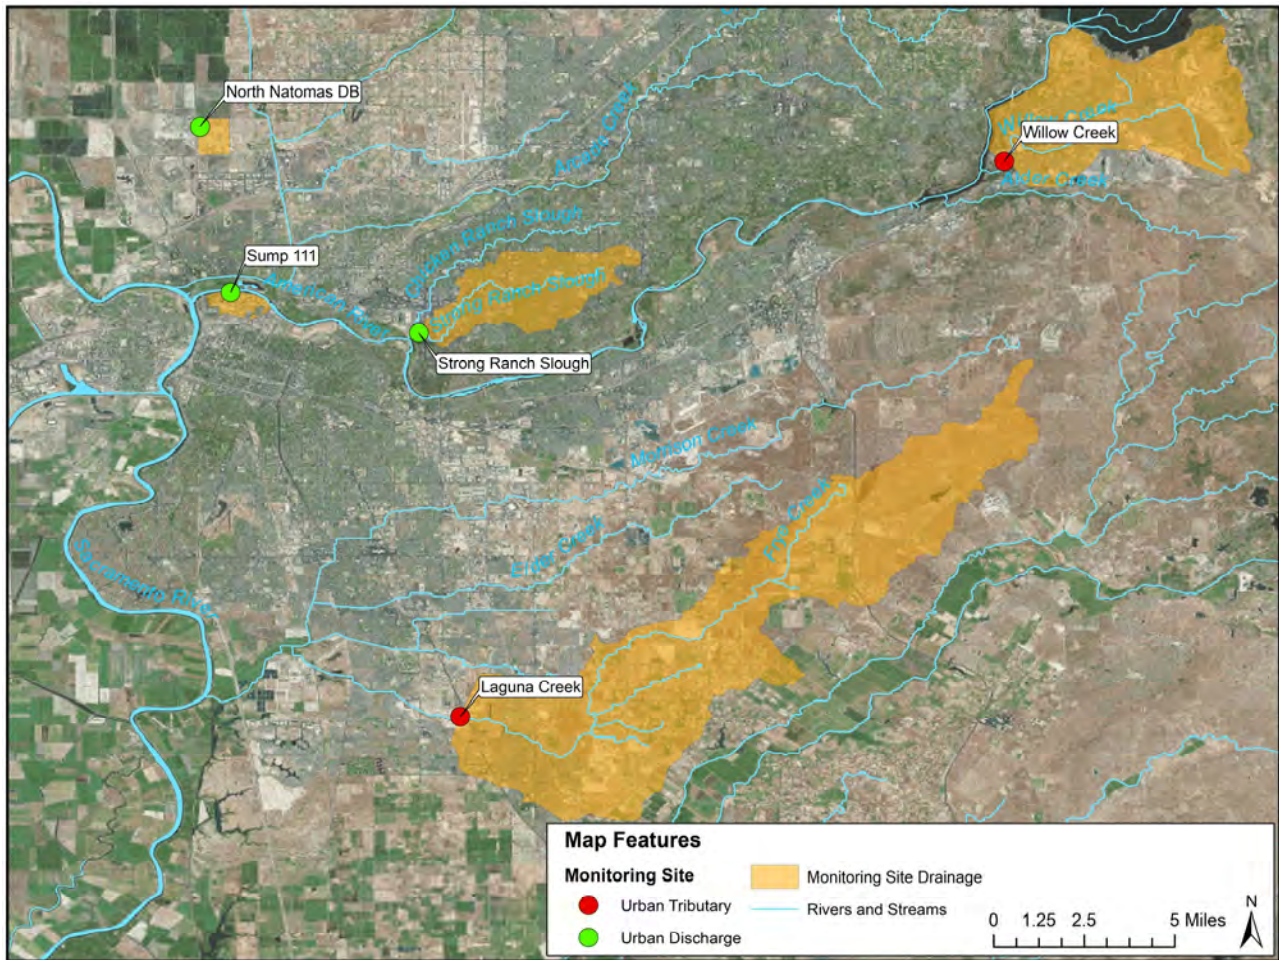 North Natomas DB
Arcade Creek
Willow Creek
Willow Creek
Alder Creek
Chicken Ranch Slough
Sump 111
American River
Strong Ranch Slough
Strong Ranch Slough
Morrison Creek
Frye Creek
Elder Creek
Sacramento River
Laguna Creek
Map Features
Monitoring Site
Urban Tributary
Urban Discharge
Monitoring Site Drainage
Rivers and Streams
N
0 1.25 2.5 5 Miles